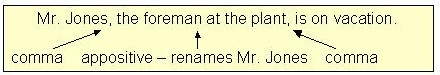 Mr. Jones, the foreman at the plant, is on vacation.
comma appositive – renames Mr. Jones comma